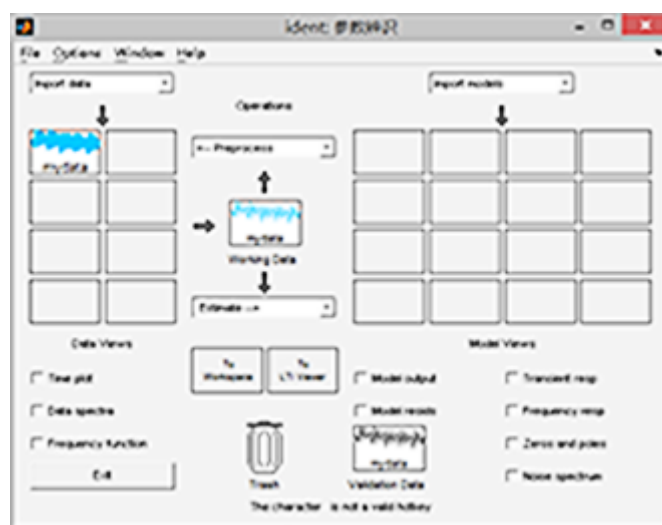 ident: 参数辨识
File Options Window Help
Import data
Import models
Operations
<-- Preprocess
mydata
mydata
Working Data
Estimate -->
Data Views
Model Views
To Workspace
To LTI Viewer
Time plot
Data spectra
Frequency function
Model output
Model resids
Transient resp
Frequency resp
Zeros and poles
Noise spectrum
Exit
Trash
mydata
Validation Data
The character is not a valid hotkey